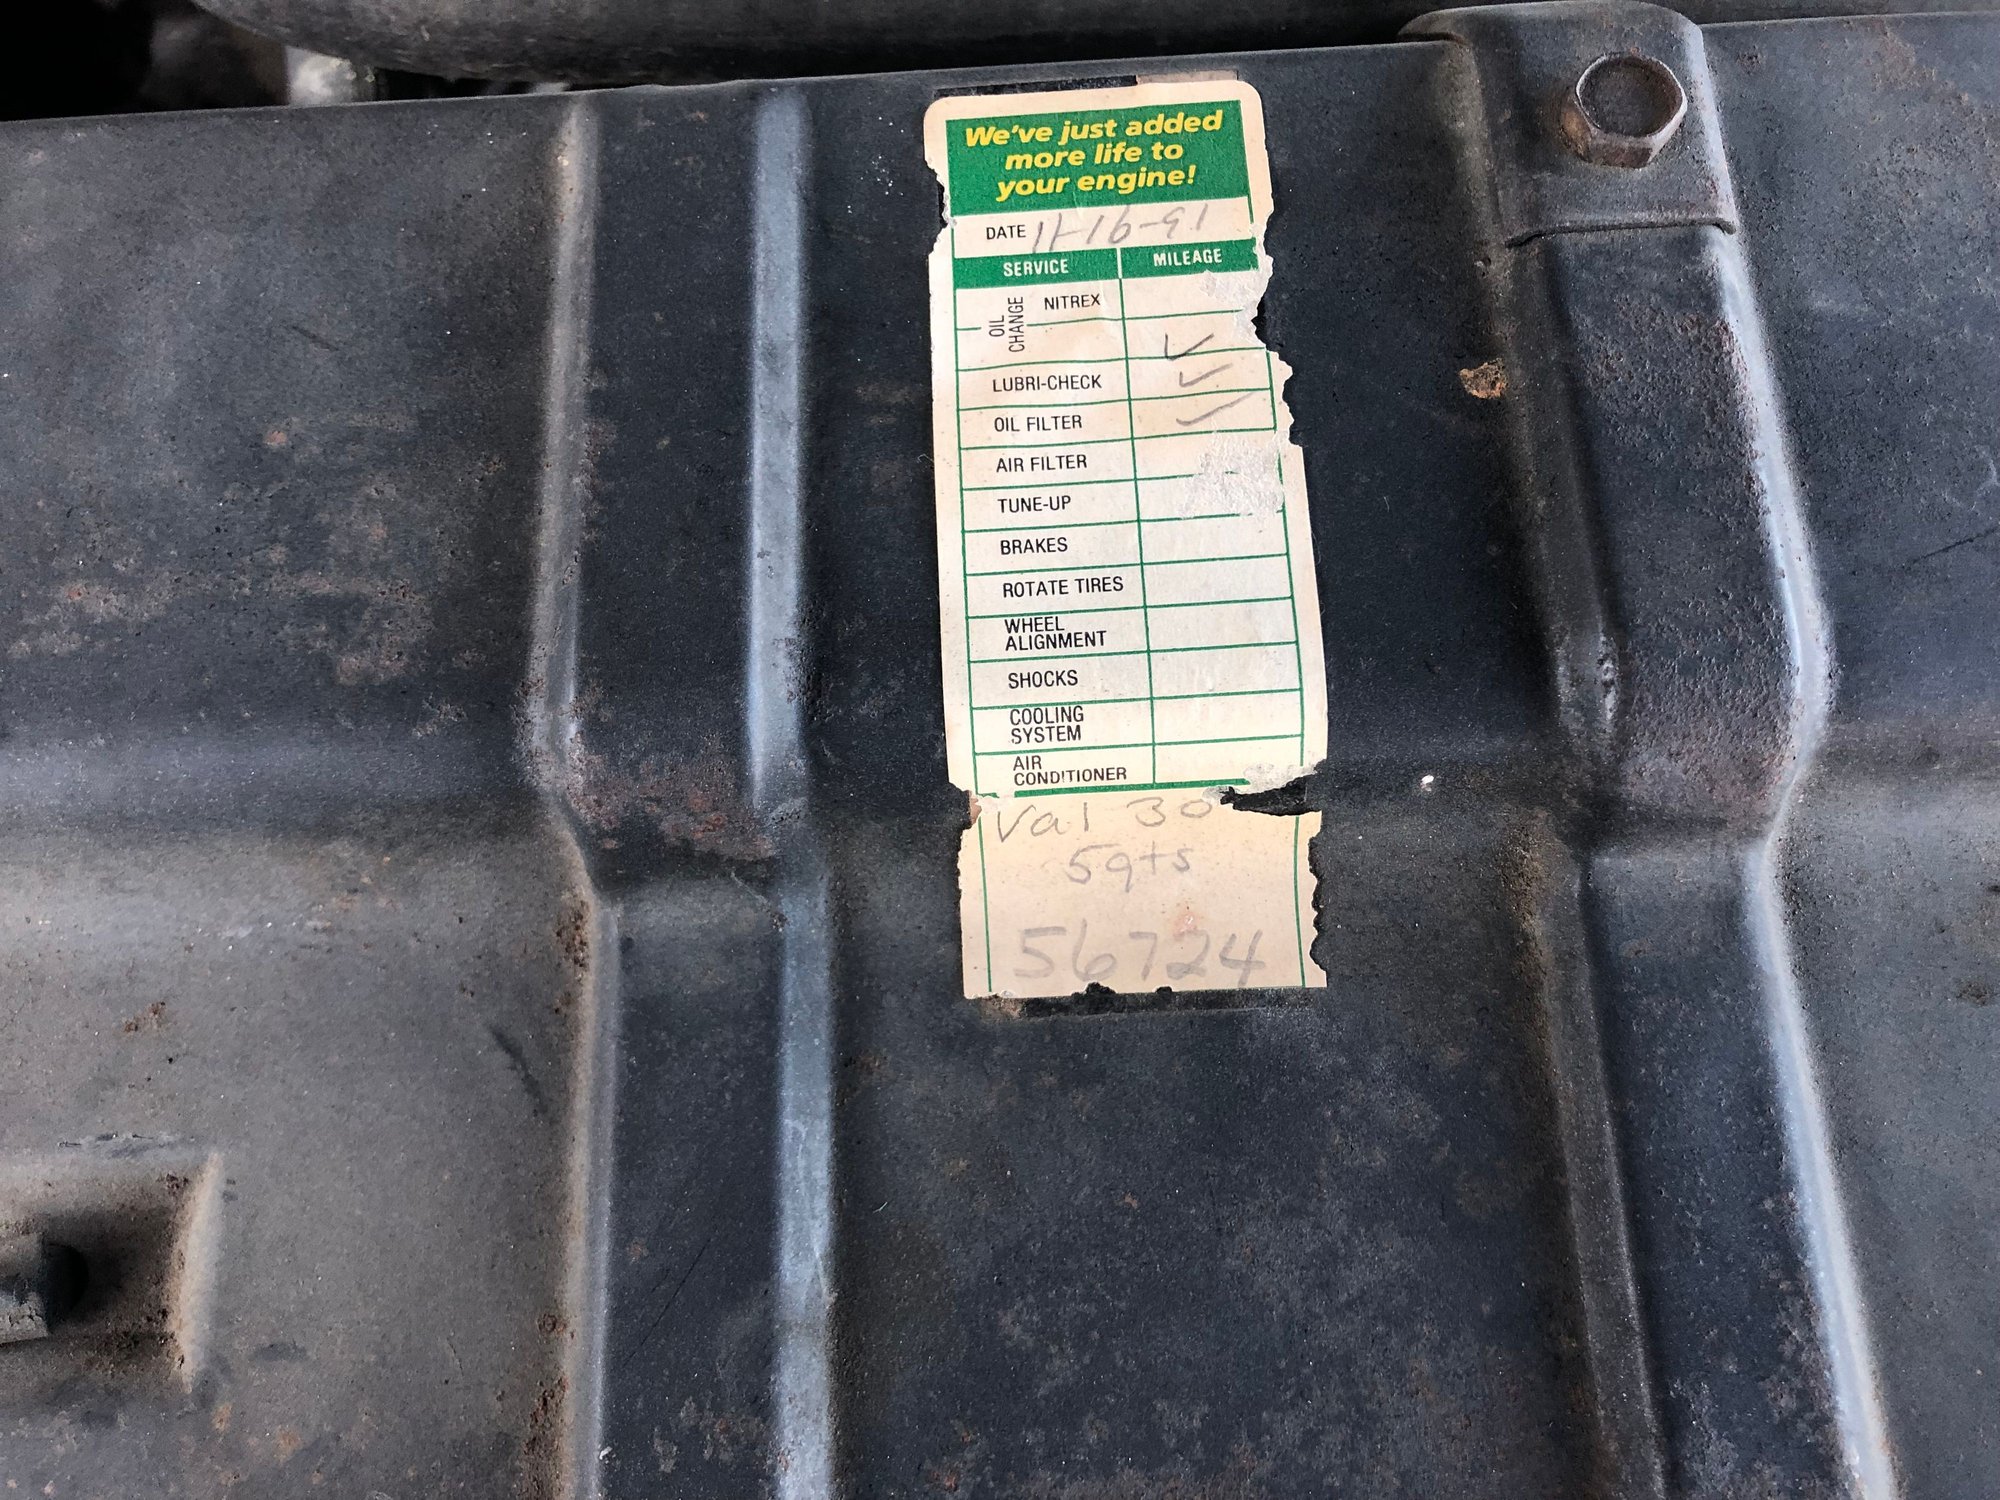 We've just added
more life to
your engine!
DATE 11-16-91
SERVICE MILEAGE
OIL CHANGE
NITREX
✓
LUBRI-CHECK ✓
OIL FILTER ✓
AIR FILTER
TUNE-UP
BRAKES
ROTATE TIRES
WHEEL
ALIGNMENT
SHOCKS
COOLING
SYSTEM
AIR
CONDITIONER
Val 30
5qts
56724